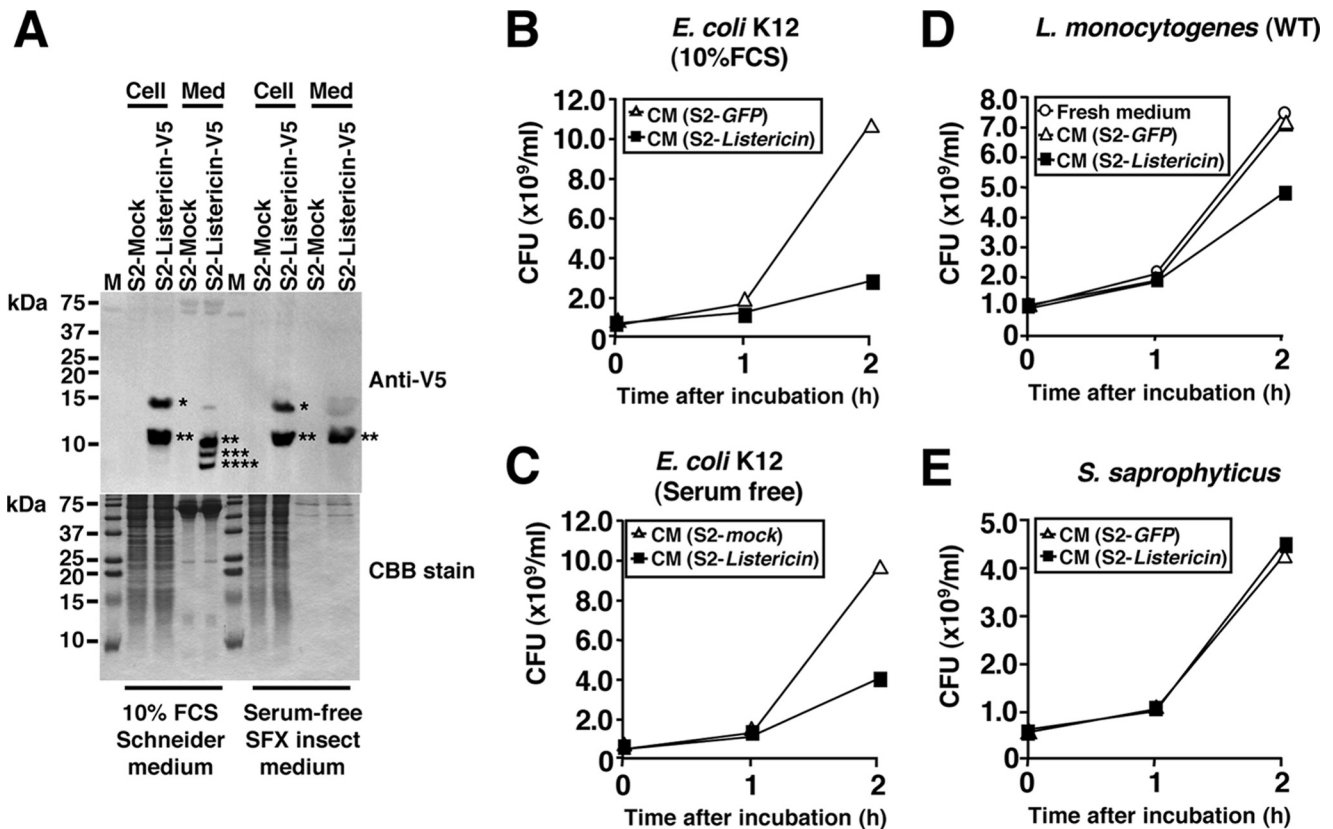 A
Cell Med Cell Med
M S2-Mock S2-Listericin-V5 S2-Mock S2-Listericin-V5 M S2-Mock S2-Listericin-V5 S2-Mock S2-Listericin-V5
kDa
75
37
25
20
15
10
*
**
**
***
****
*
**
**
Anti-V5
kDa
75
37
25
20
15
10
CBB stain
10% FCS
Schneider
medium
Serum-free
SFX insect
medium
B
E. coli K12
(10%FCS)
CM (S2-GFP)
CM (S2-Listericin)
CFU (x10⁹/ml)
12.0
10.0
8.0
6.0
4.0
2.0
0
0 1 2
Time after incubation (h)
C
E. coli K12
(Serum free)
CM (S2-mock)
CM (S2-Listericin)
CFU (x10⁹/ml)
12.0
10.0
8.0
6.0
4.0
2.0
0
0 1 2
Time after incubation (h)
D
L. monocytogenes (WT)
Fresh medium
CM (S2-GFP)
CM (S2-Listericin)
CFU (x10⁹/ml)
8.0
7.0
6.0
5.0
4.0
3.0
2.0
1.0
0
0 1 2
Time after incubation (h)
E
S. saprophyticus
CM (S2-GFP)
CM (S2-Listericin)
CFU (x10⁹/ml)
5.0
4.0
3.0
2.0
1.0
0
0 1 2
Time after incubation (h)